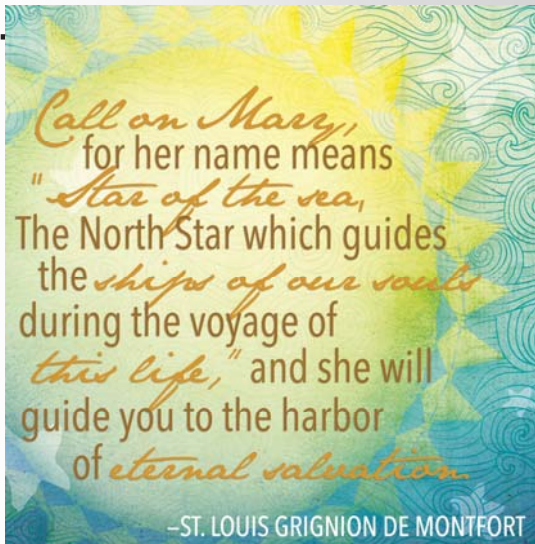 Call on Mary,
for her name means
"Star of the sea,
The North Star which guides
the ships of our souls
during the voyage of
this life," and she will
guide you to the harbor
of eternal salvation.
–ST. LOUIS GRIGNION DE MONTFORT